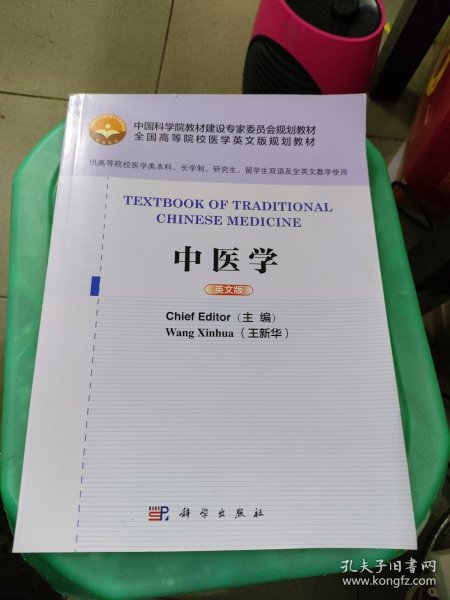 中国科学院教材建设专家委员会规划教材
全国高等院校医学英文版规划教材
供高等院校医学类本科、长学制、研究生、留学生双语及全英文教学使用
TEXTBOOK OF TRADITIONAL
CHINESE MEDICINE
中医学
英文版
Chief Editor（主 编）
Wang Xinhua（王新华）
科学出版社
孔夫子旧书网
www.kongfz.com